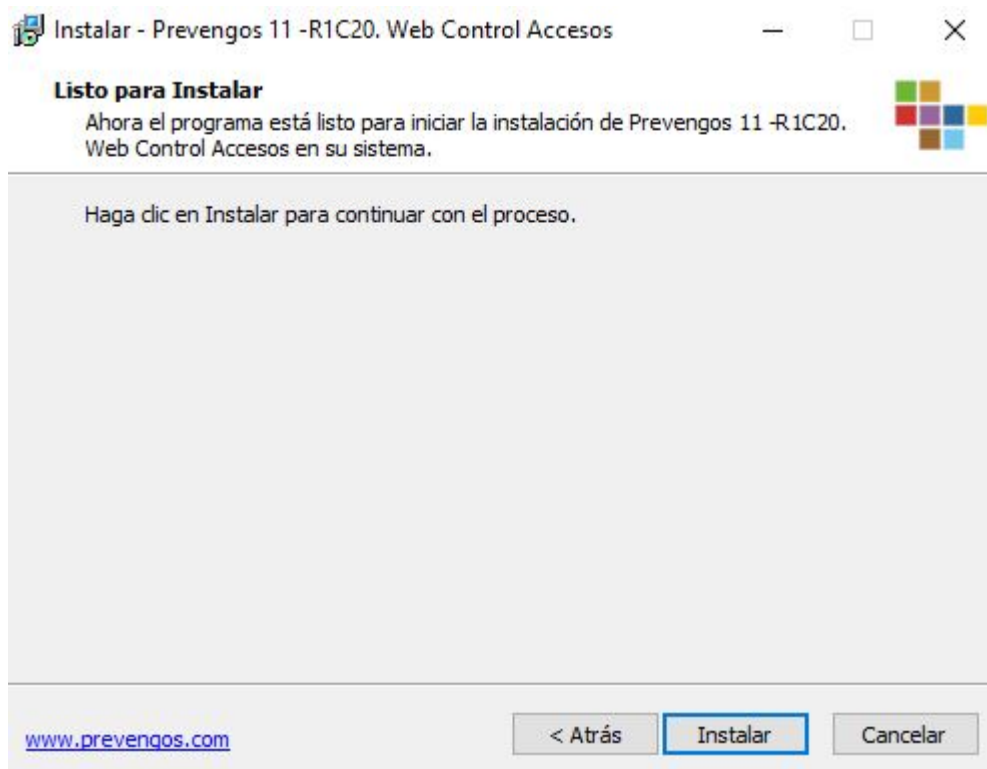 Instalar - Prevengos 11 -R1C20. Web Control Accesos
Listo para Instalar
Ahora el programa está listo para iniciar la instalación de Prevengos 11 -R1C20.
Web Control Accesos en su sistema.
Haga clic en Instalar para continuar con el proceso.
www.prevengos.com
< Atrás
Instalar
Cancelar